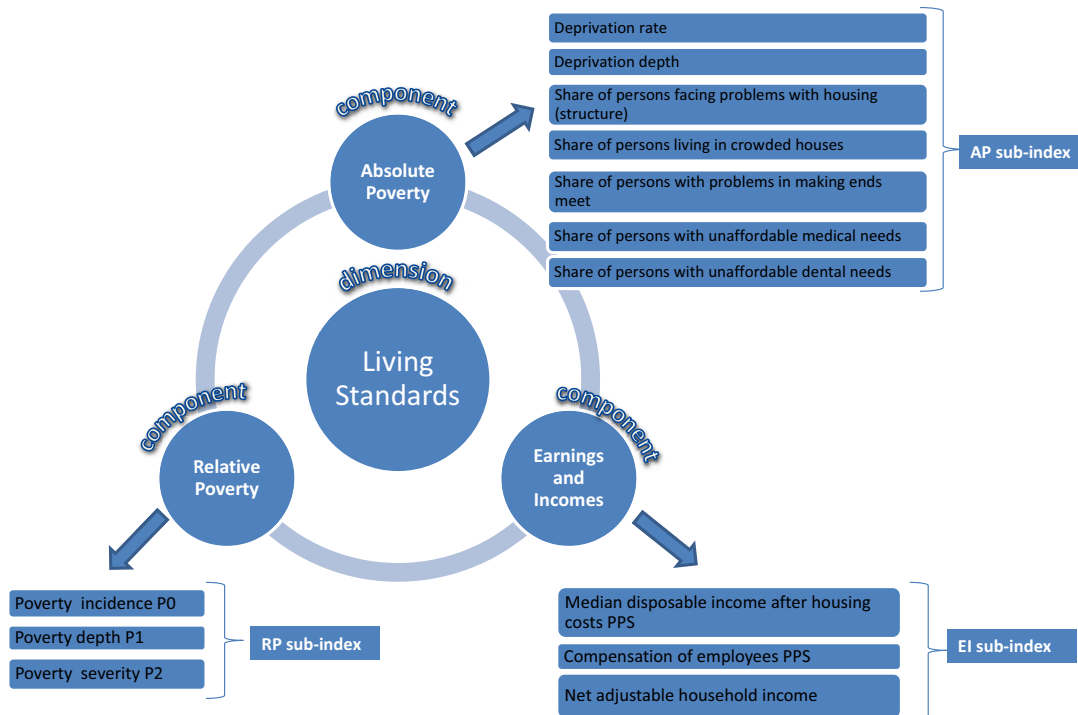 component
Absolute
Poverty
Deprivation rate
Deprivation depth
Share of persons facing problems with housing
(structure)
Share of persons living in crowded houses
Share of persons with problems in making ends
meet
Share of persons with unaffordable medical needs
Share of persons with unaffordable dental needs
AP sub-index
dimension
Living
Standards
component
Relative
Poverty
component
Earnings
and
Incomes
Poverty incidence P0
Poverty depth P1
Poverty severity P2
RP sub-index
Median disposable income after housing
costs PPS
Compensation of employees PPS
Net adjustable household income
EI sub-index